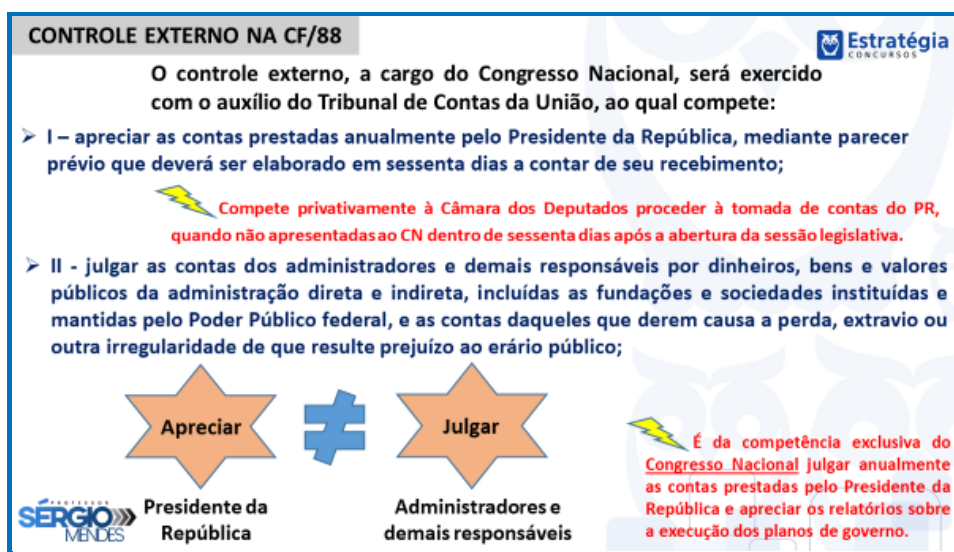 CONTROLE EXTERNO NA CF/88
Estratégia
CONCURSOS
O controle externo, a cargo do Congresso Nacional, será exercido
com o auxílio do Tribunal de Contas da União, ao qual compete:
➢ I – apreciar as contas prestadas anualmente pelo Presidente da República, mediante parecer
prévio que deverá ser elaborado em sessenta dias a contar de seu recebimento;
Compete privativamente à Câmara dos Deputados proceder à tomada de contas do PR,
quando não apresentadas ao CN dentro de sessenta dias após a abertura da sessão legislativa.
➢ II - julgar as contas dos administradores e demais responsáveis por dinheiros, bens e valores
públicos da administração direta e indireta, incluídas as fundações e sociedades instituídas e
mantidas pelo Poder Público federal, e as contas daqueles que derem causa a perda, extravio ou
outra irregularidade de que resulte prejuízo ao erário público;
Apreciar
≠
Julgar
Presidente da
República
Administradores e
demais responsáveis
É da competência exclusiva do
Congresso Nacional julgar anualmente
as contas prestadas pelo Presidente da
República e apreciar os relatórios sobre
a execução dos planos de governo.
PROFESSOR
SÉRGIO
MENDES